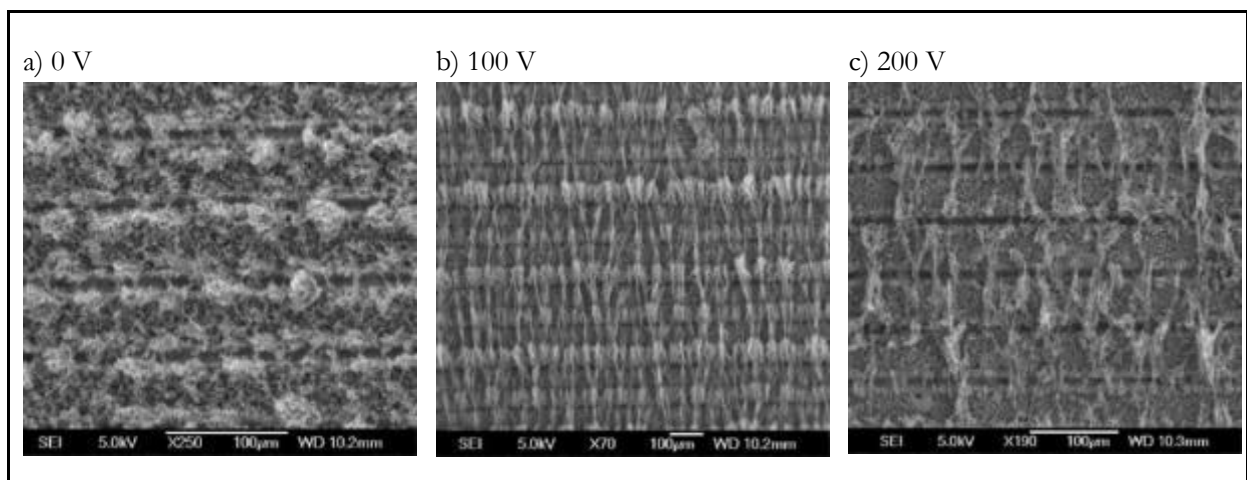 a) 0 V
b) 100 V
c) 200 V
SEI 5.0kV X250 100µm WD 10.2mm
SEI 5.0kV X70 100µm WD 10.2mm
SEI 5.0kV X190 100µm WD 10.3mm